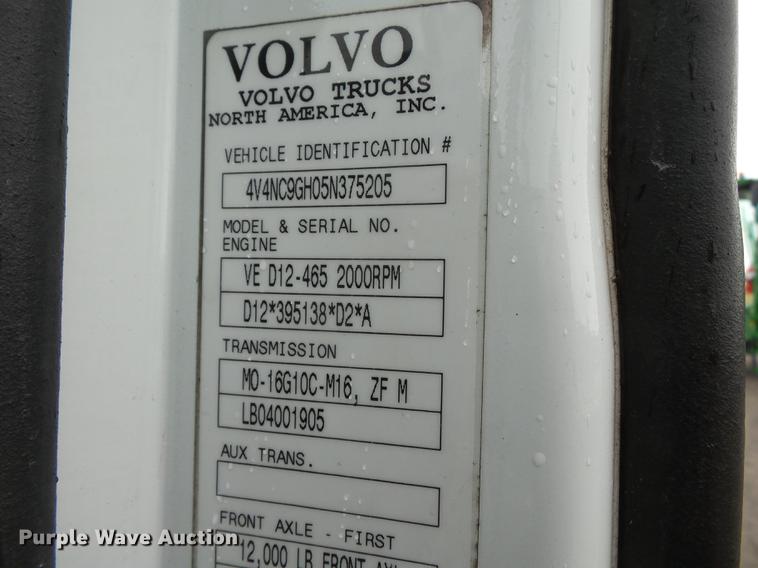 VOLVO
VOLVO TRUCKS
NORTH AMERICA, INC.
VEHICLE IDENTIFICATION #
4V4NC9GH05N375205
MODEL & SERIAL NO.
ENGINE
VE D12-465 2000RPM
D12*395138*D2*A
TRANSMISSION
MO-16G10C-M16, ZF M
LB04001905
AUX TRANS.
FRONT AXLE - FIRST
12,000 LB FRONT
Purple Wave Auction